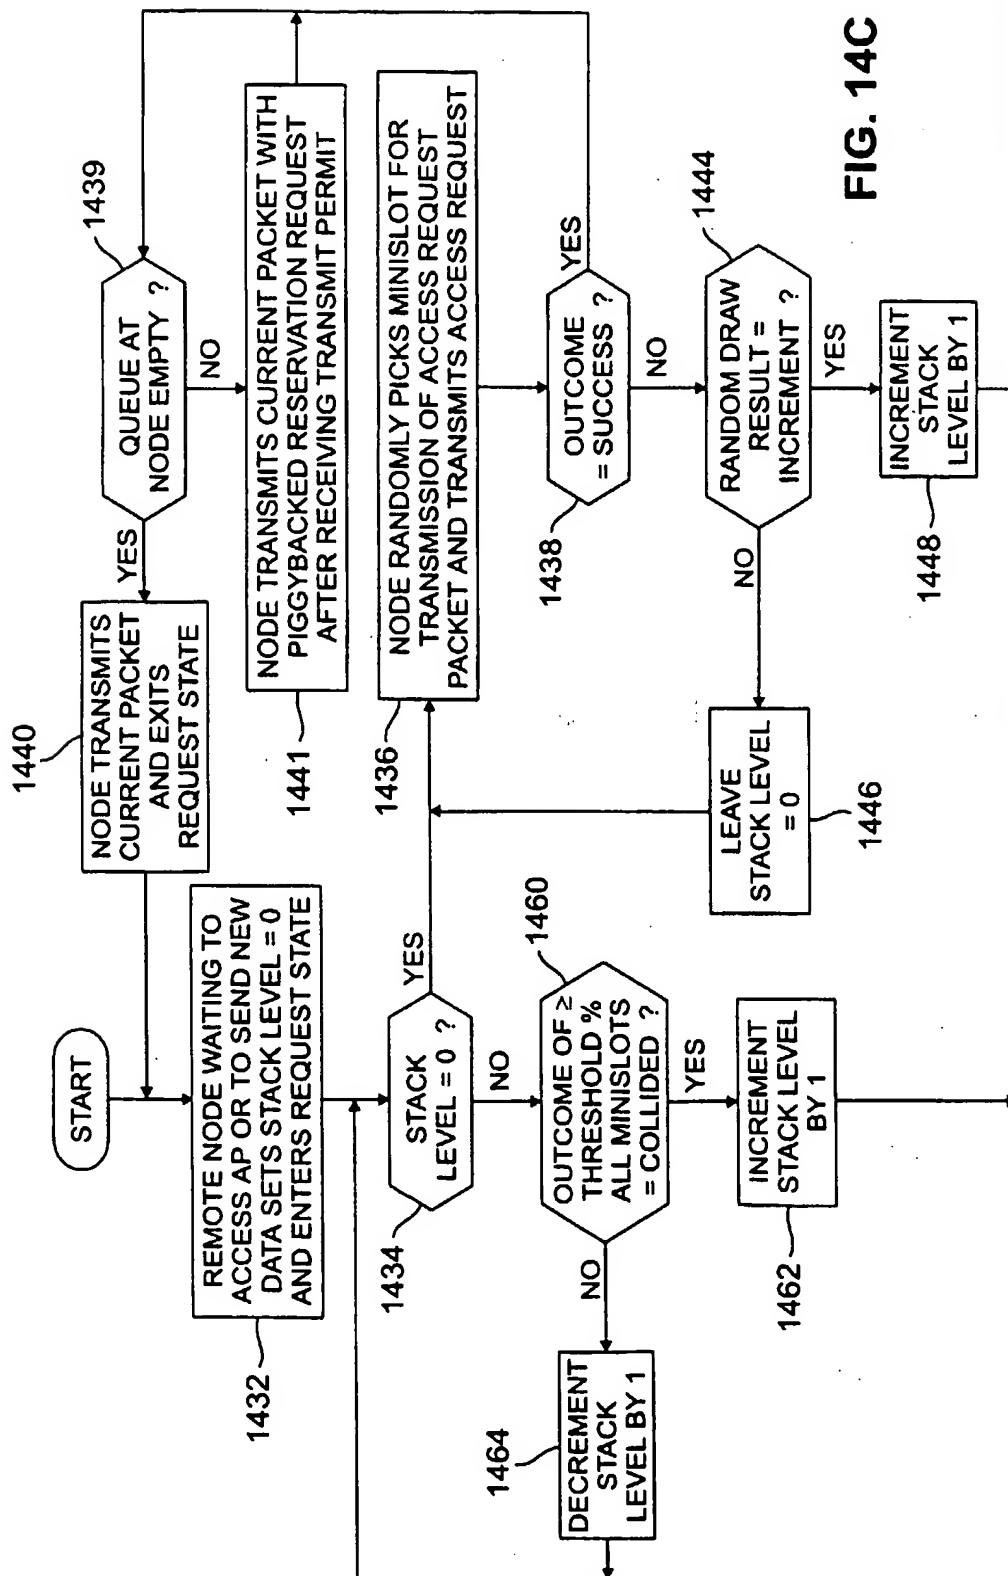 START
REMOTE NODE WAITING TO
ACCESS AP OR TO SEND NEW
DATA SETS STACK LEVEL = 0
AND ENTERS REQUEST STATE
1432
NODE TRANSMITS
CURRENT PACKET
AND EXITS
REQUEST STATE
1440
YES
QUEUE AT
NODE EMPTY ?
1439
NO
NODE TRANSMITS CURRENT PACKET WITH
PIGGYBACKED RESERVATION REQUEST
AFTER RECEIVING TRANSMIT PERMIT
1441
STACK
LEVEL = 0 ?
1434
YES
NO
NODE RANDOMLY PICKS MINISLOT FOR
TRANSMISSION OF ACCESS REQUEST
PACKET AND TRANSMITS ACCESS REQUEST
1436
OUTCOME
= SUCCESS ?
1438
YES
NO
OUTCOME OF ≥
THRESHOLD %
ALL MINISLOTS
= COLLIDED ?
1460
NO
YES
DECREMENT
STACK
LEVEL BY 1
1464
INCREMENT
STACK LEVEL
BY 1
1462
RANDOM DRAW
RESULT =
INCREMENT ?
1444
NO
YES
LEAVE
STACK LEVEL
= 0
1446
INCREMENT
STACK
LEVEL BY 1
1448
FIG. 14C